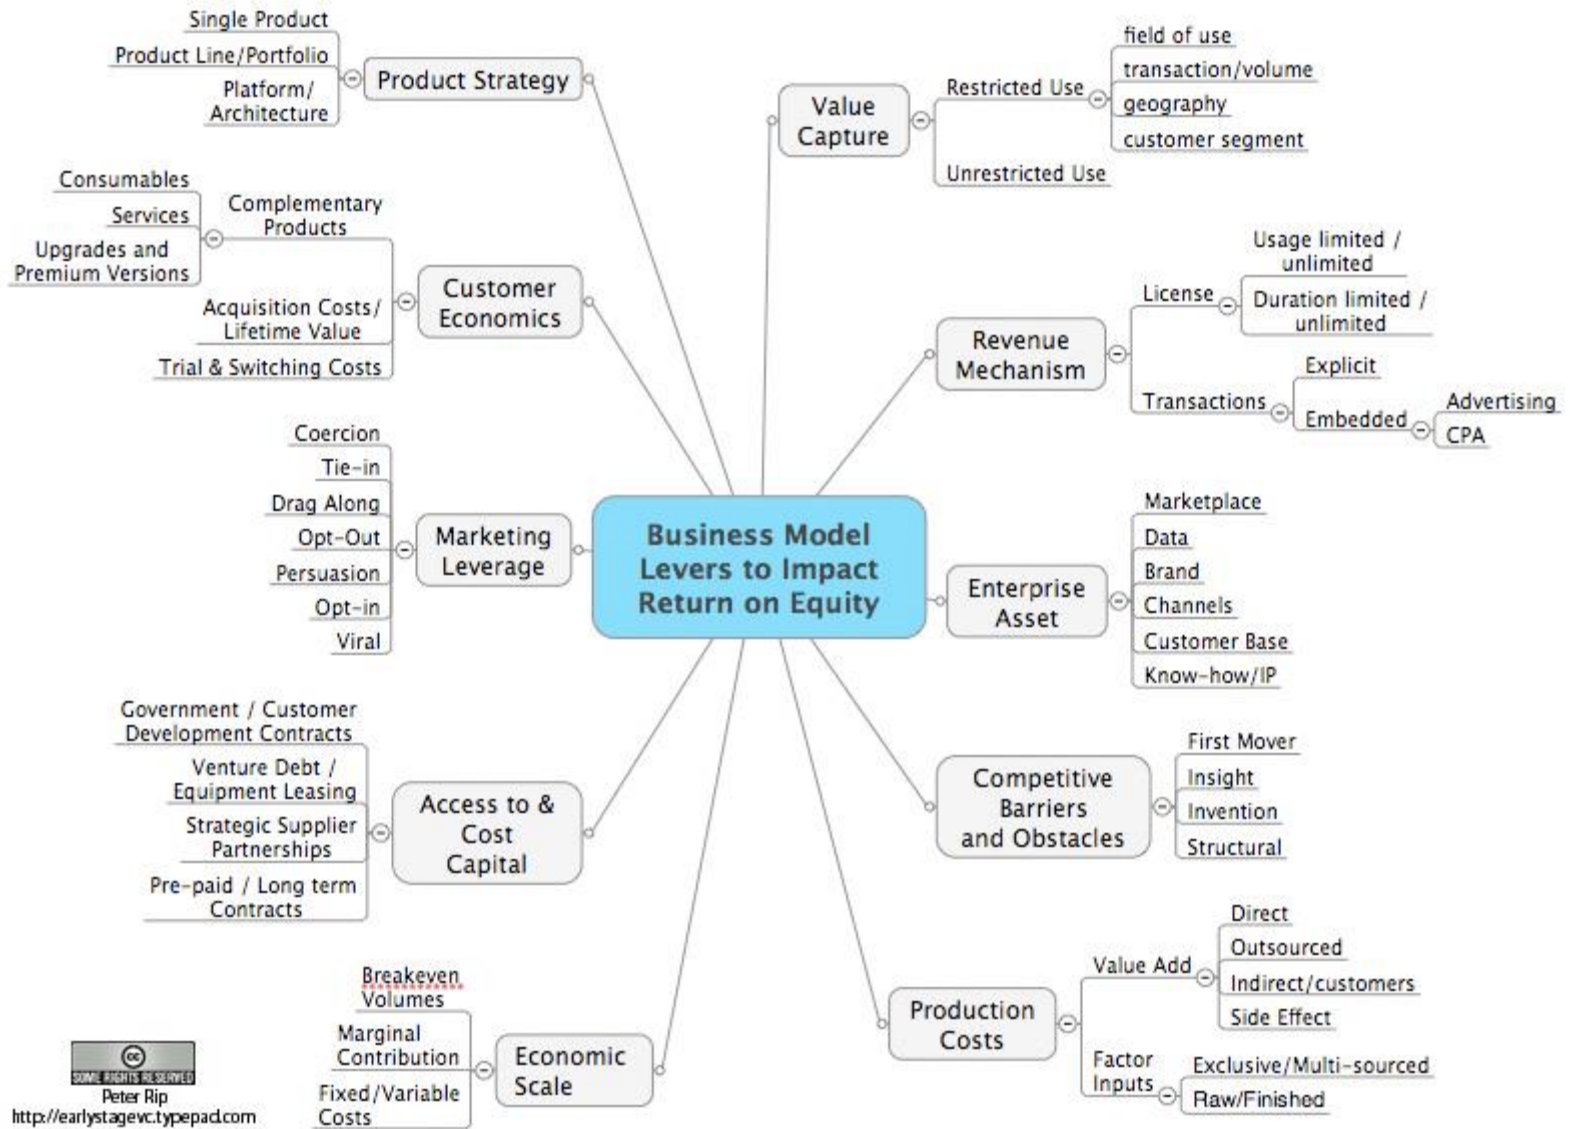 Single Product
Product Line/Portfolio
Platform/
Architecture
Product Strategy
Consumables
Services
Upgrades and
Premium Versions
Complementary
Products
Acquisition Costs/
Lifetime Value
Trial & Switching Costs
Customer
Economics
Coercion
Tie-in
Drag Along
Opt-Out
Persuasion
Opt-in
Viral
Marketing
Leverage
Government / Customer
Development Contracts
Venture Debt /
Equipment Leasing
Strategic Supplier
Partnerships
Pre-paid / Long term
Contracts
Access to &
Cost
Capital
Breakeven
Volumes
Marginal
Contribution
Fixed/Variable
Costs
Economic
Scale
Business Model
Levers to Impact
Return on Equity
Value
Capture
Restricted Use
field of use
transaction/volume
geography
customer segment
Unrestricted Use
Revenue
Mechanism
License
Usage limited /
unlimited
Duration limited /
unlimited
Transactions
Explicit
Embedded
Advertising
CPA
Enterprise
Asset
Marketplace
Data
Brand
Channels
Customer Base
Know-how/IP
Competitive
Barriers
and Obstacles
First Mover
Insight
Invention
Structural
Production
Costs
Value Add
Direct
Outsourced
Indirect/customers
Side Effect
Factor
Inputs
Exclusive/Multi-sourced
Raw/Finished
cc
SOME RIGHTS RESERVED
Peter Rip
http://earlystagevc.typepad.com